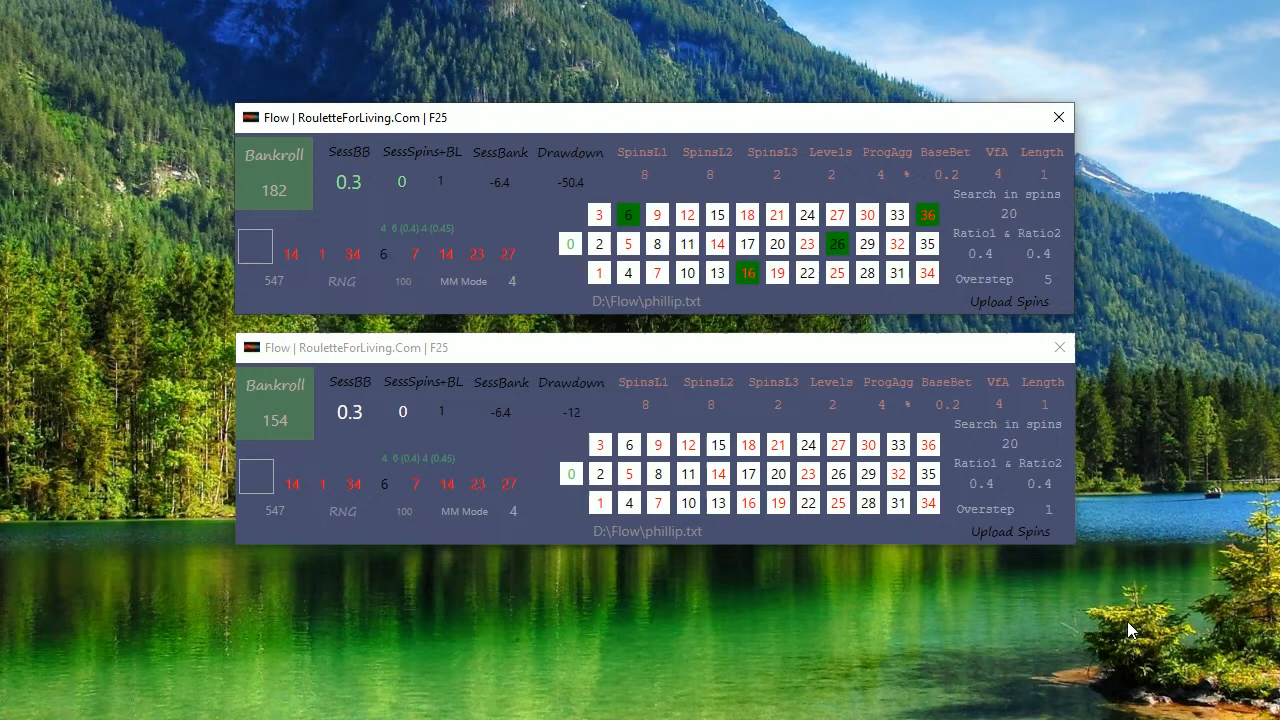 Flow | RouletteForLiving.Com | F25
Bankroll SessBB SessSpins+BL SessBank Drawdown SpinsL1 SpinsL2 SpinsL3 Levels ProgAgg BaseBet VfA Length
182 0.3 0 1 -6.4 -50.4 8 8 2 2 4 % 0.2 4 1
Search in spins
20
3 6 9 12 15 18 21 24 27 30 33 36
4 6 (0.4) 4 (0.45)
Ratio1 & Ratio2
0 2 5 8 11 14 17 20 23 26 29 32 35
14 1 34 6 7 14 23 27
0.4 0.4
1 4 7 10 13 16 19 22 25 28 31 34
547 RNG 100 MM Mode 4
Overstep 5
D:\Flow\phillip.txt
Upload Spins
Flow | RouletteForLiving.Com | F25
Bankroll SessBB SessSpins+BL SessBank Drawdown SpinsL1 SpinsL2 SpinsL3 Levels ProgAgg BaseBet VfA Length
154 0.3 0 1 -6.4 -12 8 8 2 2 4 % 0.2 4 1
Search in spins
20
3 6 9 12 15 18 21 24 27 30 33 36
4 6 (0.4) 4 (0.45)
Ratio1 & Ratio2
0 2 5 8 11 14 17 20 23 26 29 32 35
14 1 34 6 7 14 23 27
0.4 0.4
1 4 7 10 13 16 19 22 25 28 31 34
547 RNG 100 MM Mode 4
Overstep 1
D:\Flow\phillip.txt
Upload Spins